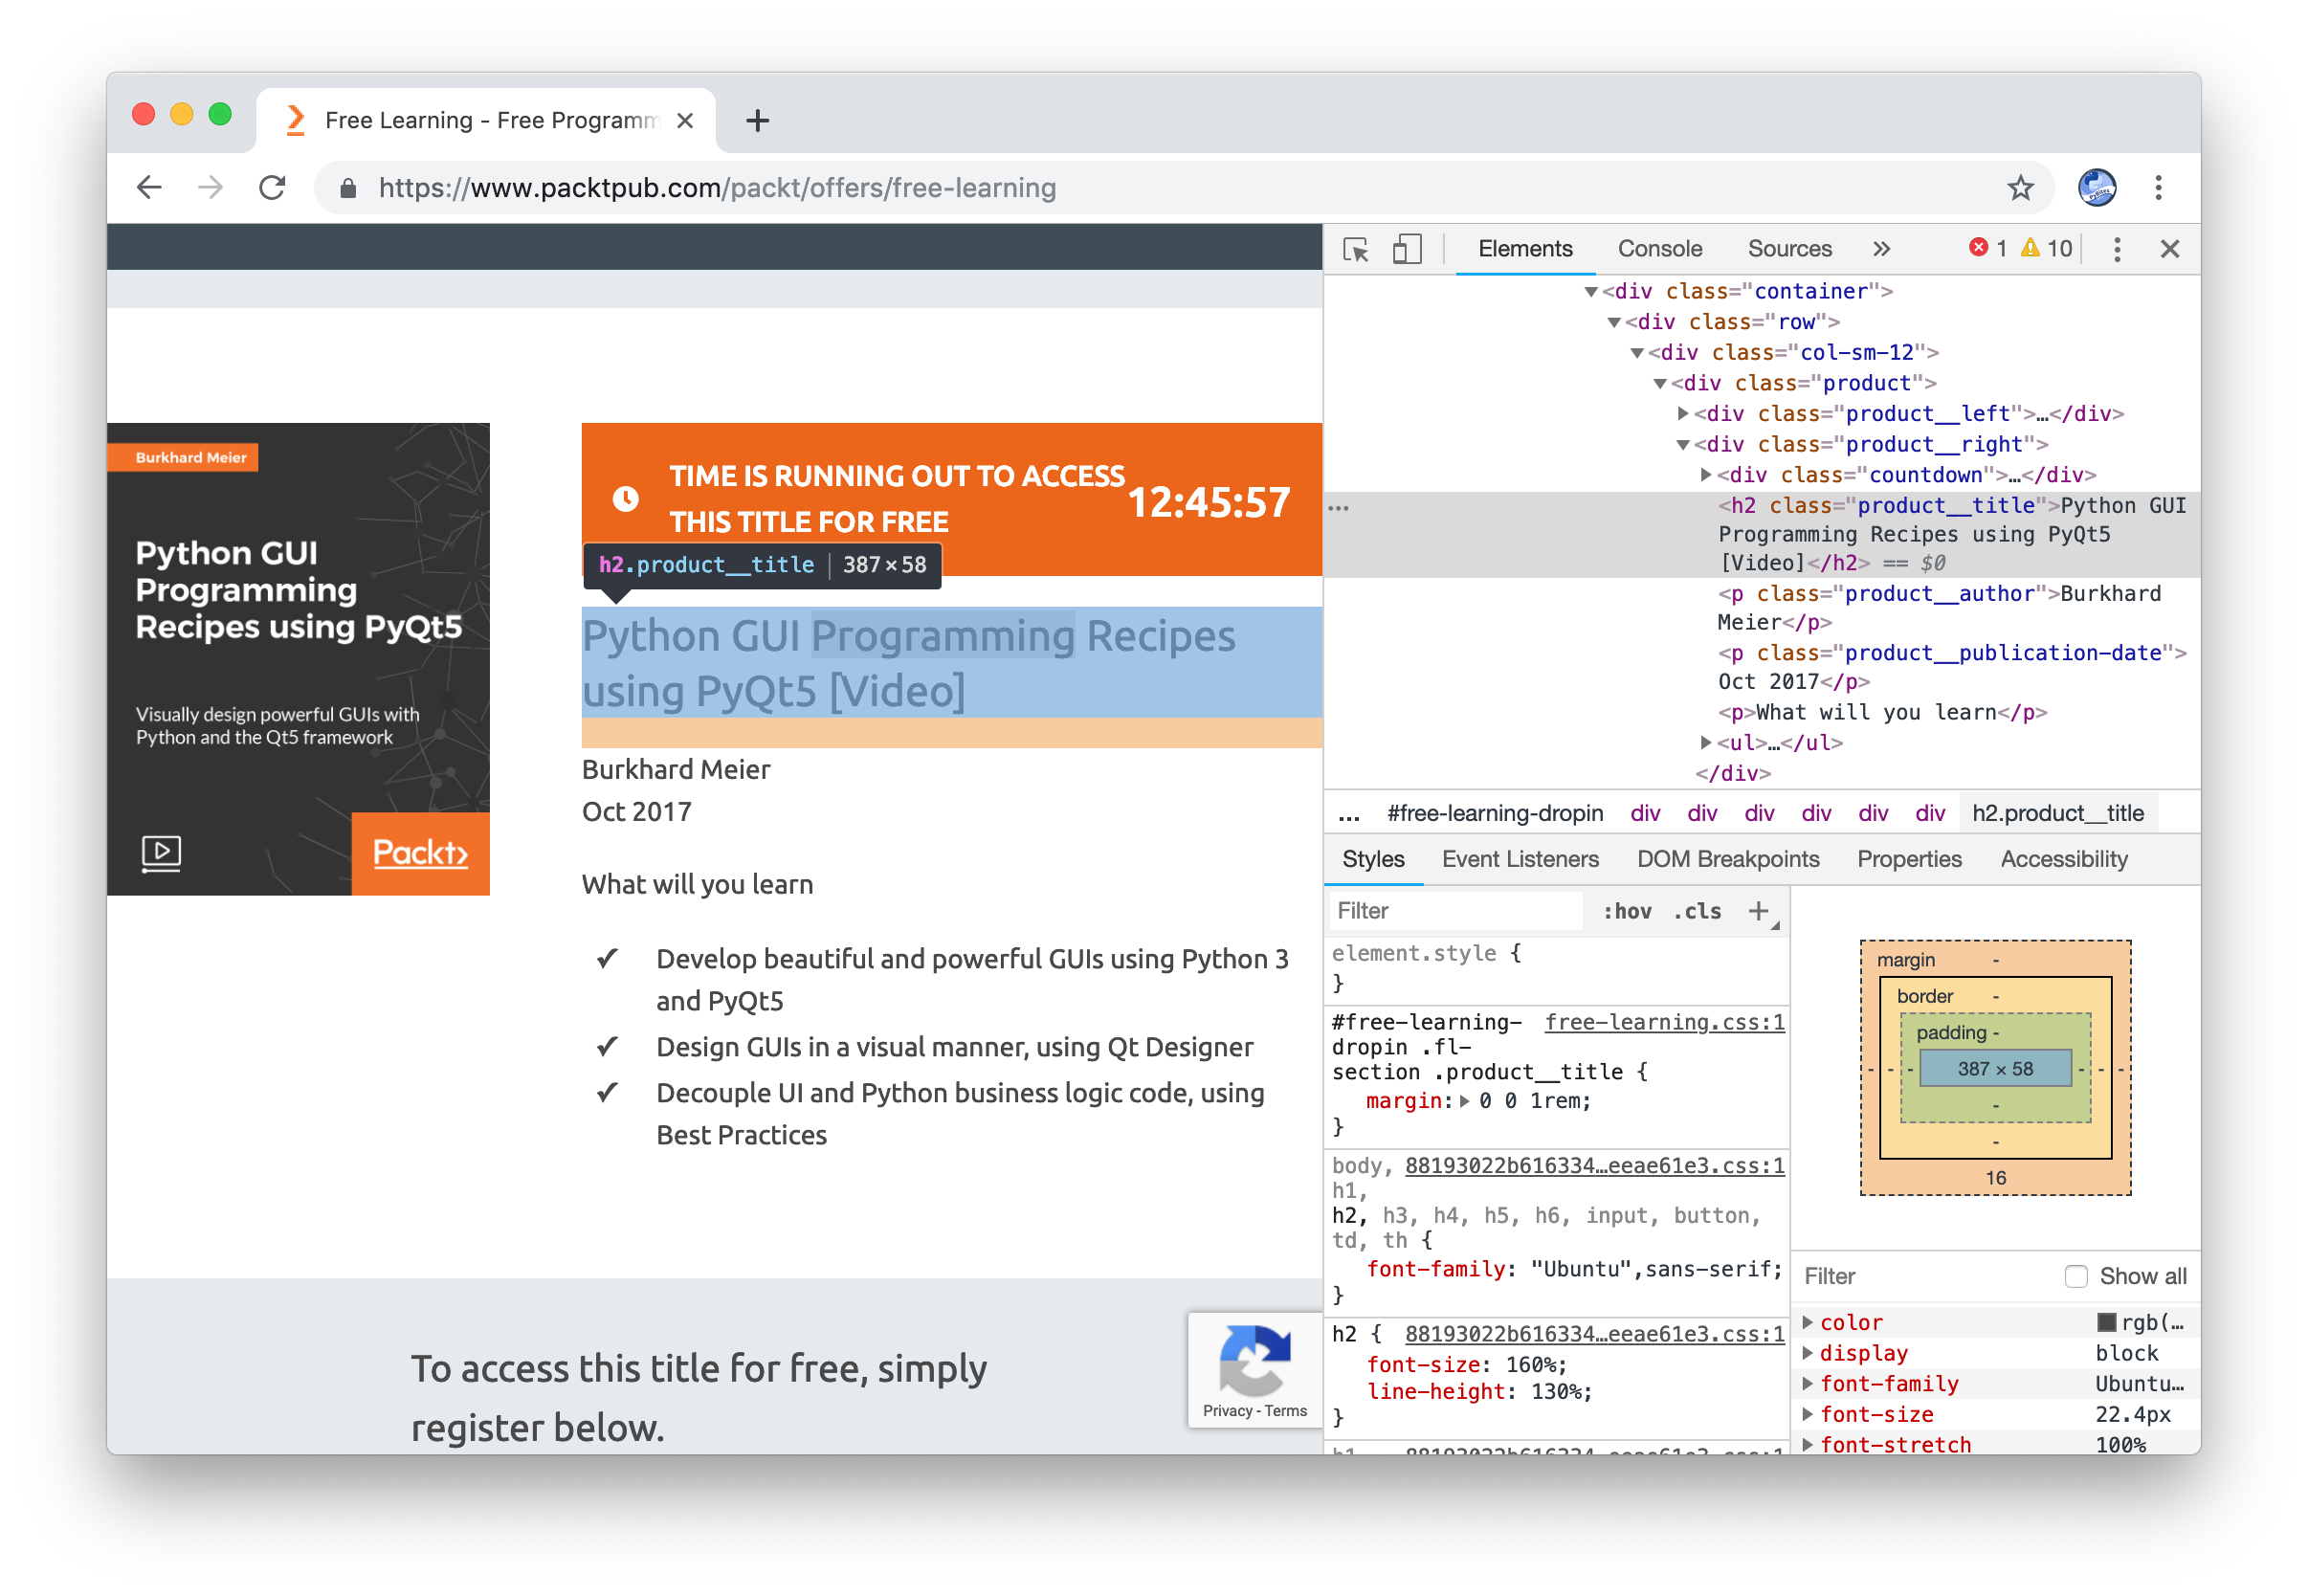 Free Learning - Free Programm
https://www.packtpub.com/packt/offers/free-learning
Burkhard Meier
Python GUI
Programming
Recipes using PyQt5
Visually design powerful GUIs with
Python and the Qt5 framework
Packt>
TIME IS RUNNING OUT TO ACCESS
THIS TITLE FOR FREE
12:45:57
h2.product__title 387×58
Python GUI Programming Recipes
using PyQt5 [Video]
Burkhard Meier
Oct 2017
What will you learn
✔ Develop beautiful and powerful GUIs using Python 3
and PyQt5
✔ Design GUIs in a visual manner, using Qt Designer
✔ Decouple UI and Python business logic code, using
Best Practices
To access this title for free, simply
register below.
Privacy - Terms
Elements Console Sources » 1 10
<div class="container">
<div class="row">
<div class="col-sm-12">
<div class="product">
<div class="product__left">…</div>
<div class="product__right">
<div class="countdown">…</div>
… <h2 class="product__title">Python GUI
Programming Recipes using PyQt5
[Video]</h2> == $0
<p class="product__author">Burkhard
Meier</p>
<p class="product__publication-date">
Oct 2017</p>
<p>What will you learn</p>
<ul>…</ul>
</div>
… #free-learning-dropin div div div div div div h2.product__title
Styles Event Listeners DOM Breakpoints Properties Accessibility
Filter :hov .cls +
element.style {
}
#free-learning- free-learning.css:1
dropin .fl-
section .product__title {
margin: 0 0 1rem;
}
body, 88193022b616334…eeae61e3.css:1
h1,
h2, h3, h4, h5, h6, input, button,
td, th {
font-family: "Ubuntu",sans-serif;
}
h2 { 88193022b616334…eeae61e3.css:1
font-size: 160%;
line-height: 130%;
}
h1 88193022b616334…eeae61e3.css:1
margin -
border -
padding -
- - - 387 × 58 - - -
-
-
16
Filter Show all
color rgb(…
display block
font-family Ubuntu…
font-size 22.4px
font-stretch 100%